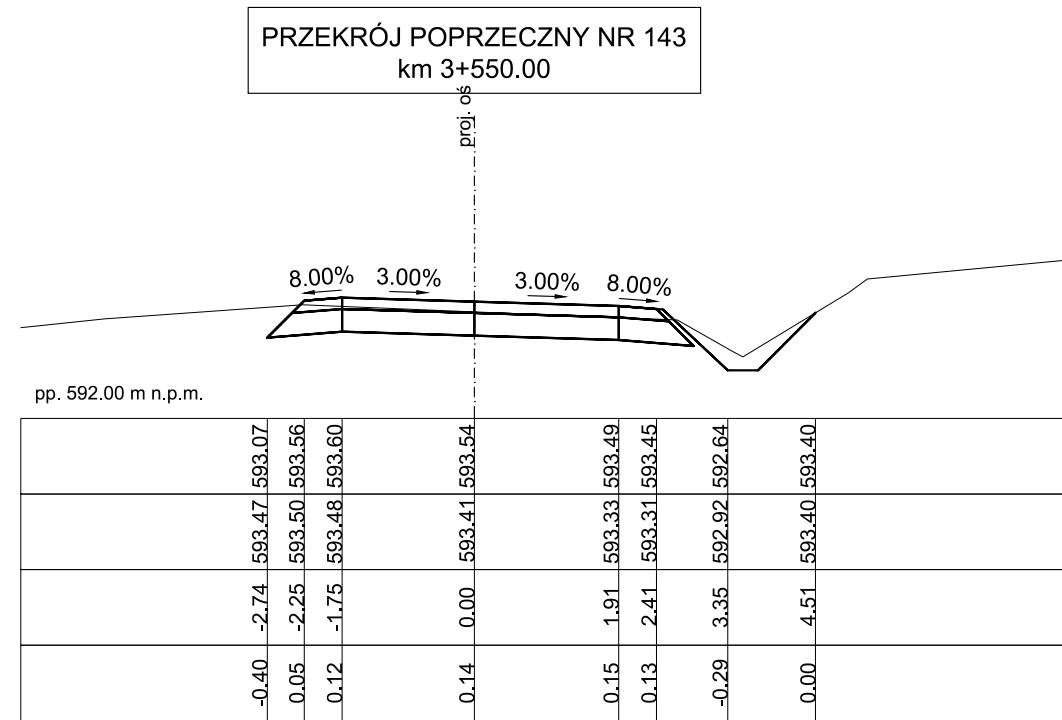 PRZEKRÓJ POPRZECZNY NR 143
km 3+550.00
proj. oś
8.00% 3.00% 3.00% 8.00%
pp. 592.00 m n.p.m.
593.07 593.56 593.60 593.54 593.49 593.45 592.64 593.40
593.47 593.50 593.48 593.41 593.33 593.31 592.92 593.40
-2.74 -2.25 -1.75 0.00 1.91 2.41 3.35 4.51
-0.40 0.05 0.12 0.14 0.15 0.13 -0.29 0.00